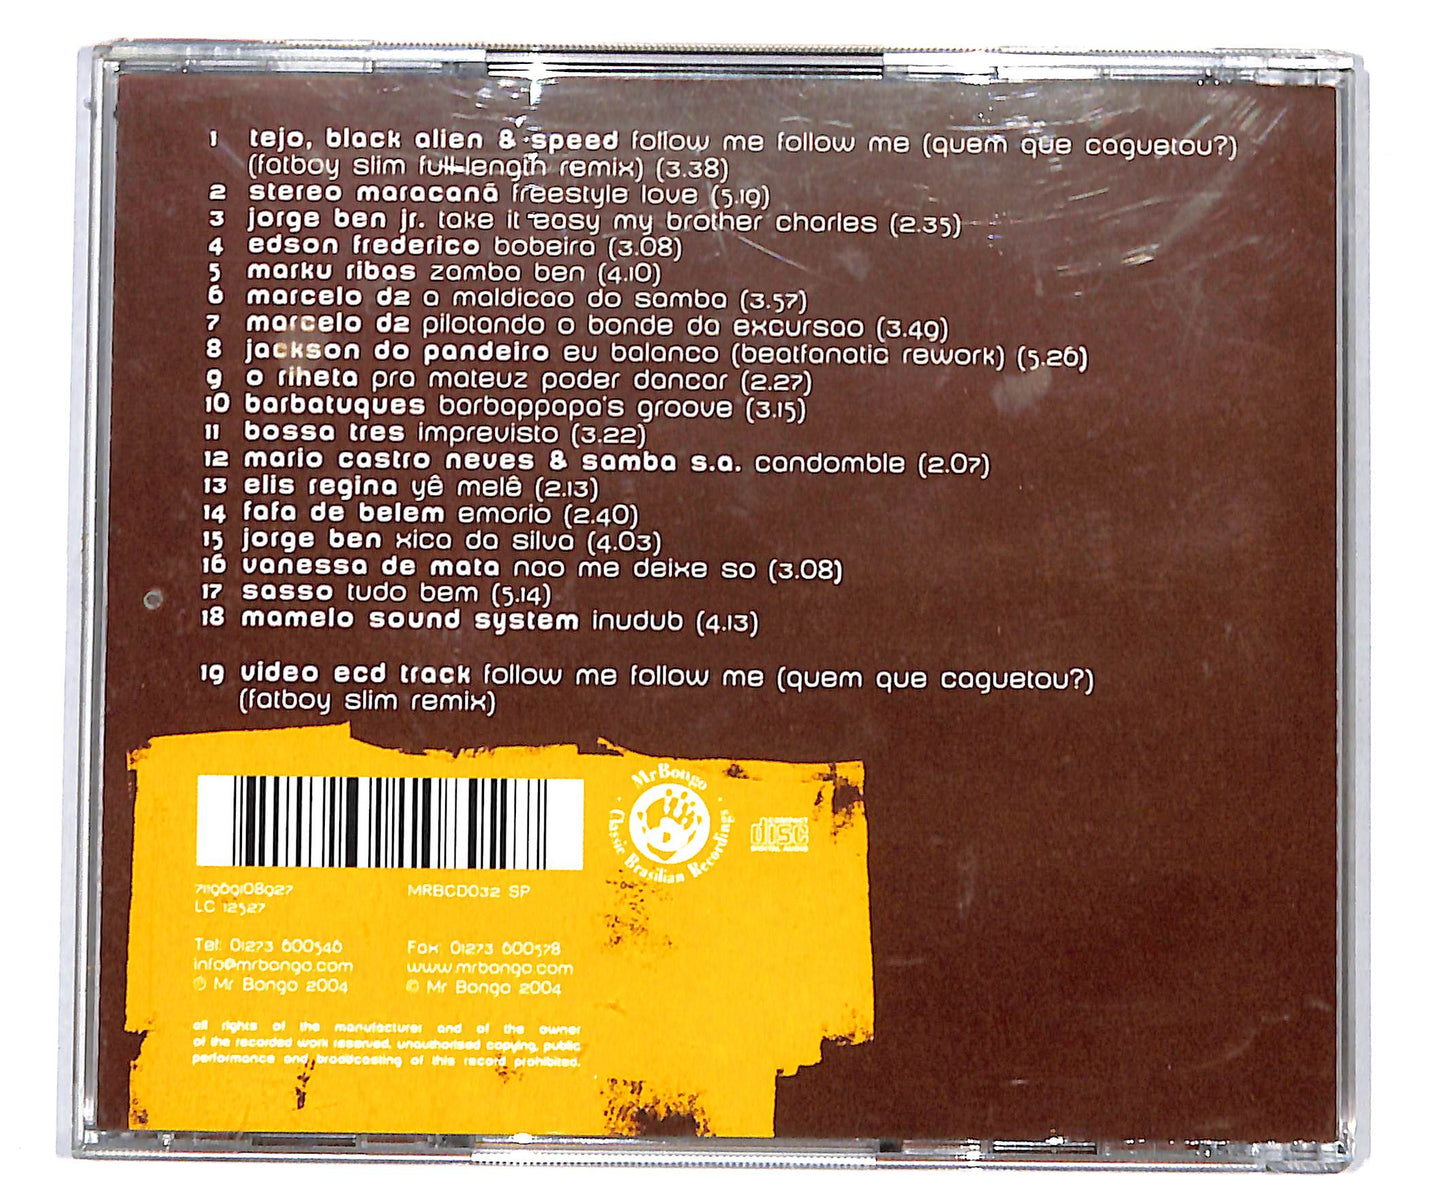 1 tejo, black alien & speed follow me follow me (quem que caguetou?)
(fatboy slim full-length remix) (3.38)
2 stereo maracanã freestyle love (5.19)
3 jorge ben jr. take it easy my brother charles (2.35)
4 edson frederico bobeira (3.08)
5 marku ribas zamba ben (4.10)
6 marcelo d2 a maldicao do samba (3.57)
7 marcelo d2 pilotando o bonde da excursao (3.49)
8 jackson do pandeiro eu balanco (beatfanatic rework) (5.26)
9 o riheta pra mateuz poder dancar (2.27)
10 barbatuques barbappapa's groove (3.15)
11 bossa tres imprevisto (3.22)
12 mario castro neves & samba s.a. candomble (2.07)
13 elis regina yê melê (2.13)
14 fafa de belem emorio (2.40)
15 jorge ben xica da silva (4.03)
16 vanessa de mata nao me deixe so (3.08)
17 sasso tudo bem (5.14)
18 mamelo sound system inudub (4.13)
19 video ecd track follow me follow me (quem que caguetou?)
(fatboy slim remix)
Mr Bongo
Classic Brasilian Recordings
COMPACT
disc
DIGITAL AUDIO
711969108927
MRBCD032 SP
LC 12527
Tel: 01273 600546
Fax: 01273 600578
info@mrbongo.com
www.mrbongo.com
© Mr Bongo 2004
© Mr Bongo 2004
all rights of the manufacturer and of the owner
of the recorded work reserved. unauthorised copying, public
performance and broadcasting of this record prohibited.